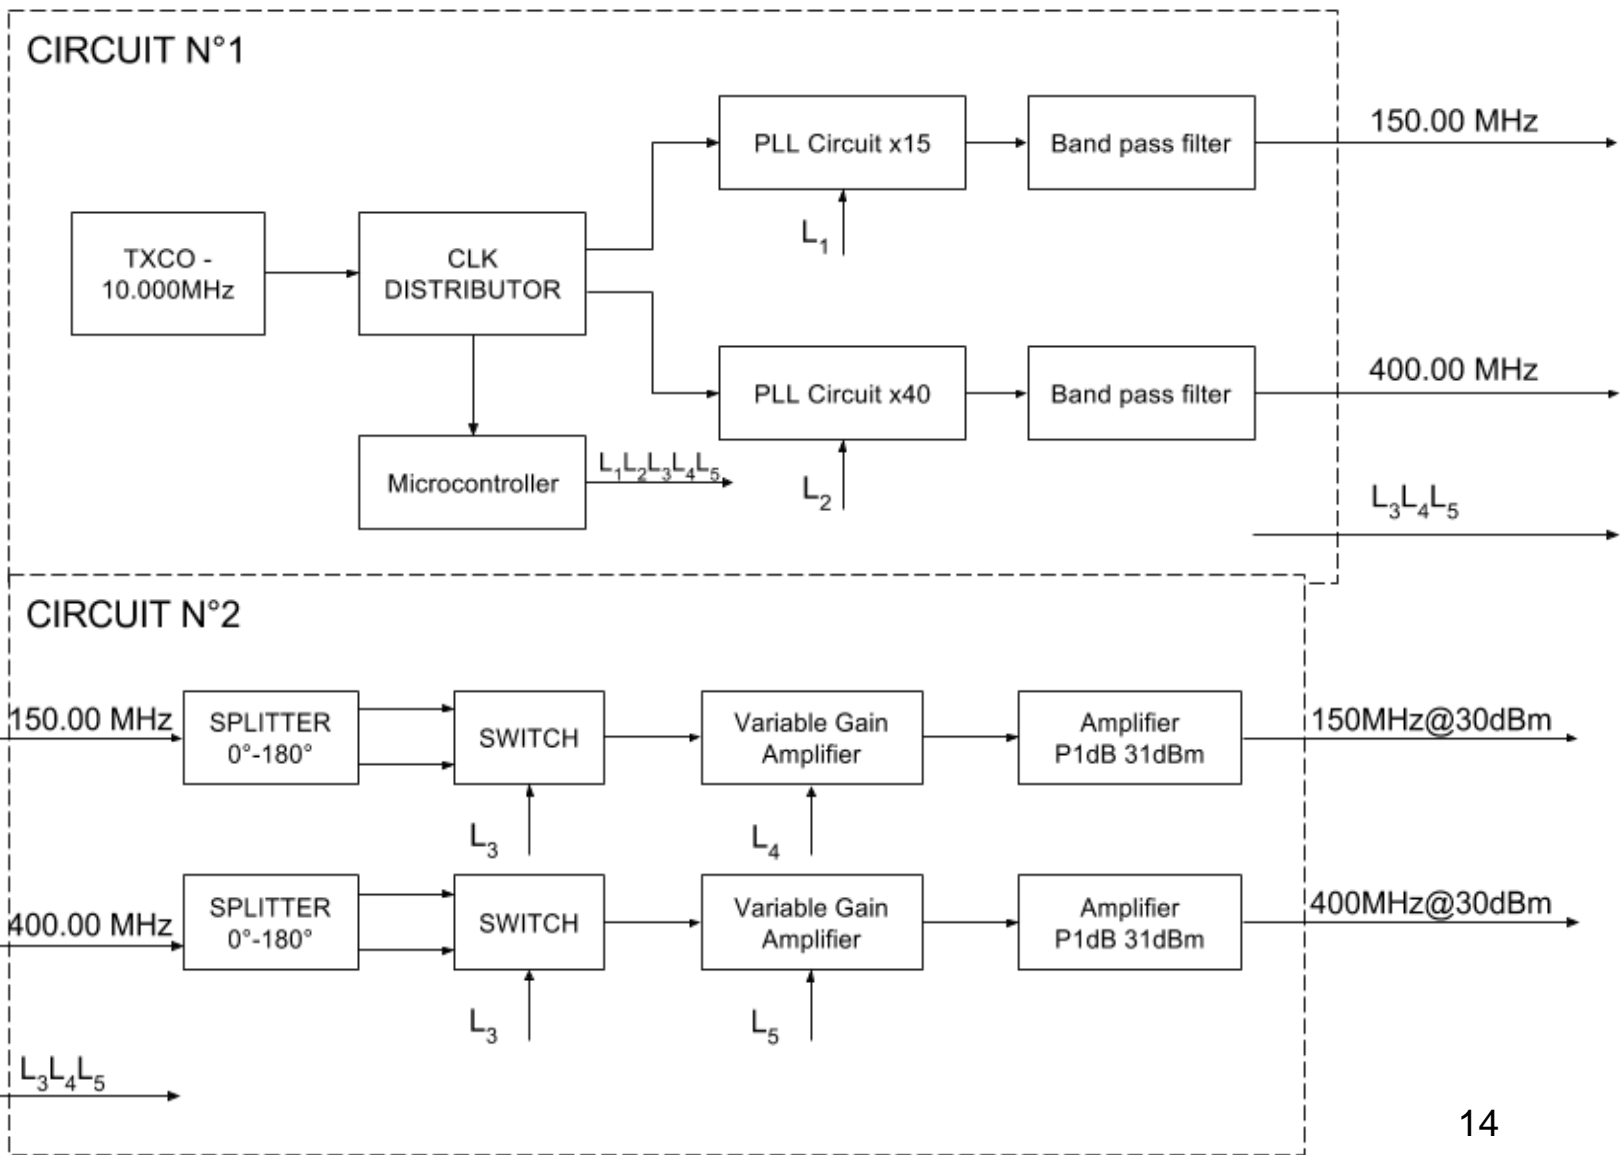 CIRCUIT N°1
150.00 MHz
PLL Circuit x15
Band pass filter
L₁
TXCO -
10.000MHz
CLK
DISTRIBUTOR
400.00 MHz
PLL Circuit x40
Band pass filter
L₁L₂L₃L₄L₅
Microcontroller
L₂
L₃L₄L₅
CIRCUIT N°2
150.00 MHz
SPLITTER
0°-180°
SWITCH
Variable Gain
Amplifier
Amplifier
P1dB 31dBm
150MHz@30dBm
L₃
L₄
400.00 MHz
SPLITTER
0°-180°
SWITCH
Variable Gain
Amplifier
Amplifier
P1dB 31dBm
400MHz@30dBm
L₃
L₅
L₃L₄L₅
14